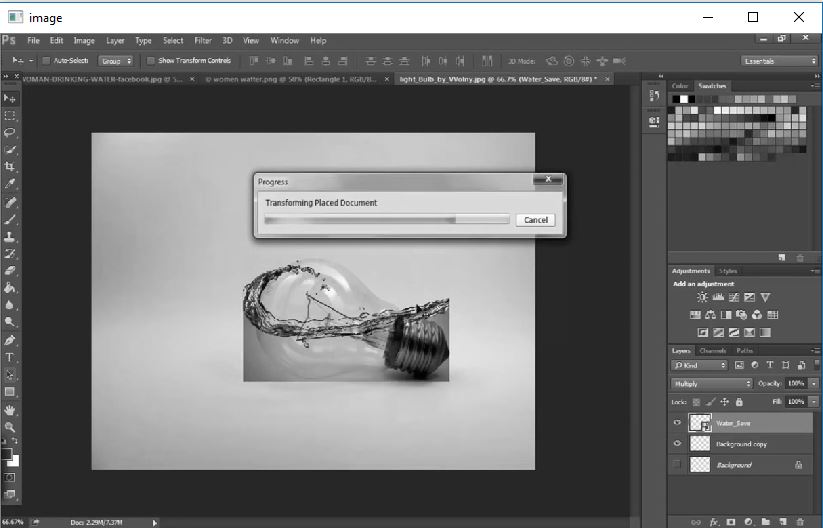 image
Ps File Edit Image Layer Type Select Filter 3D View Window Help
Auto-Select: Group Show Transform Controls 3D Mode: Essentials
WOMAN-DRINKING-WATER-facebook.jpg @ 5... × © women watter.png @ 50% (Rectangle 1, RGB/8... × light_Bulb_by_VWolny.jpg @ 66.7% (Water_Save, RGB/8#) * ×
Color Swatches
Progress
Transforming Placed Document
Cancel
Adjustments Styles
Add an adjustment
Layers Channels Paths
Kind
Multiply Opacity: 100%
Lock: Fill: 100%
Water_Save
Background copy
Background
fx
66.67% Doc: 2.29M/7.37M